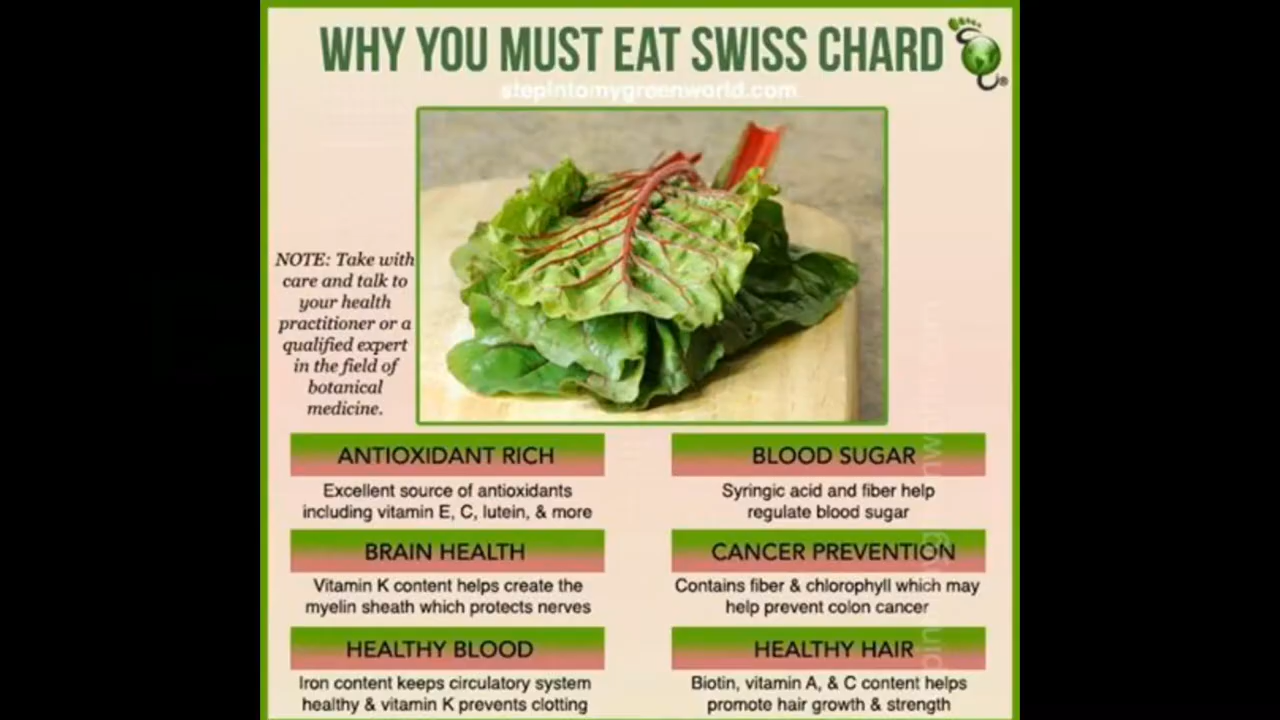 WHY YOU MUST EAT SWISS CHARD
stepintomygreenworld.com
®
NOTE: Take with
care and talk to
your health
practitioner or a
qualified expert
in the field of
botanical
medicine.
ANTIOXIDANT RICH
Excellent source of antioxidants
including vitamin E, C, lutein, & more
BLOOD SUGAR
Syringic acid and fiber help
regulate blood sugar
BRAIN HEALTH
Vitamin K content helps create the
myelin sheath which protects nerves
CANCER PREVENTION
Contains fiber & chlorophyll which may
help prevent colon cancer
HEALTHY BLOOD
Iron content keeps circulatory system
healthy & vitamin K prevents clotting
HEALTHY HAIR
Biotin, vitamin A, & C content helps
promote hair growth & strength